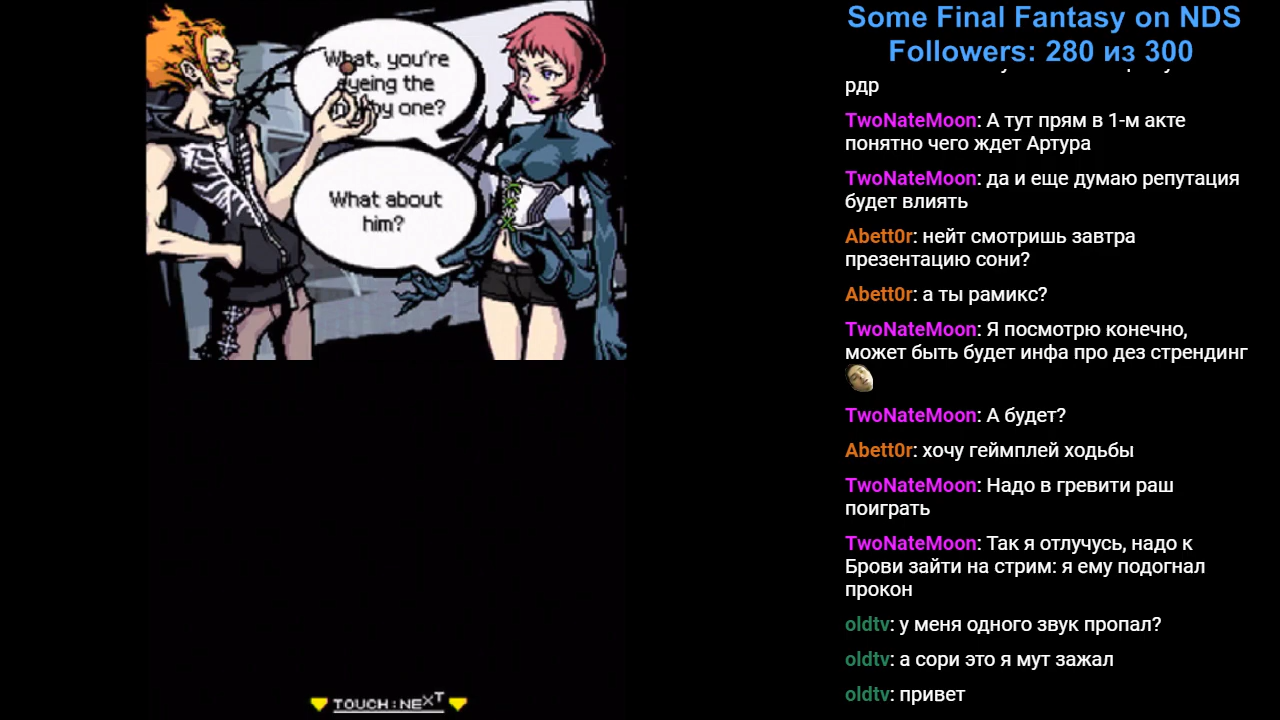 What, you're
eyeing the
by one?
What about
him?
TOUCH:NEXT
Some Final Fantasy on NDS
Followers: 280 из 300
рдр
TwoNateMoon: А тут прям в 1-м акте
понятно чего ждет Артура
TwoNateMoon: да и еще думаю репутация
будет влиять
Abett0r: нейт смотришь завтра
презентацию сони?
Abett0r: а ты рамикс?
TwoNateMoon: Я посмотрю конечно,
может быть будет инфа про дез стрендинг
TwoNateMoon: А будет?
Abett0r: хочу геймплей ходьбы
TwoNateMoon: Надо в гревити раш
поиграть
TwoNateMoon: Так я отлучусь, надо к
Брови зайти на стрим: я ему подогнал
прокон
oldtv: у меня одного звук пропал?
oldtv: а сори это я мут зажал
oldtv: привет